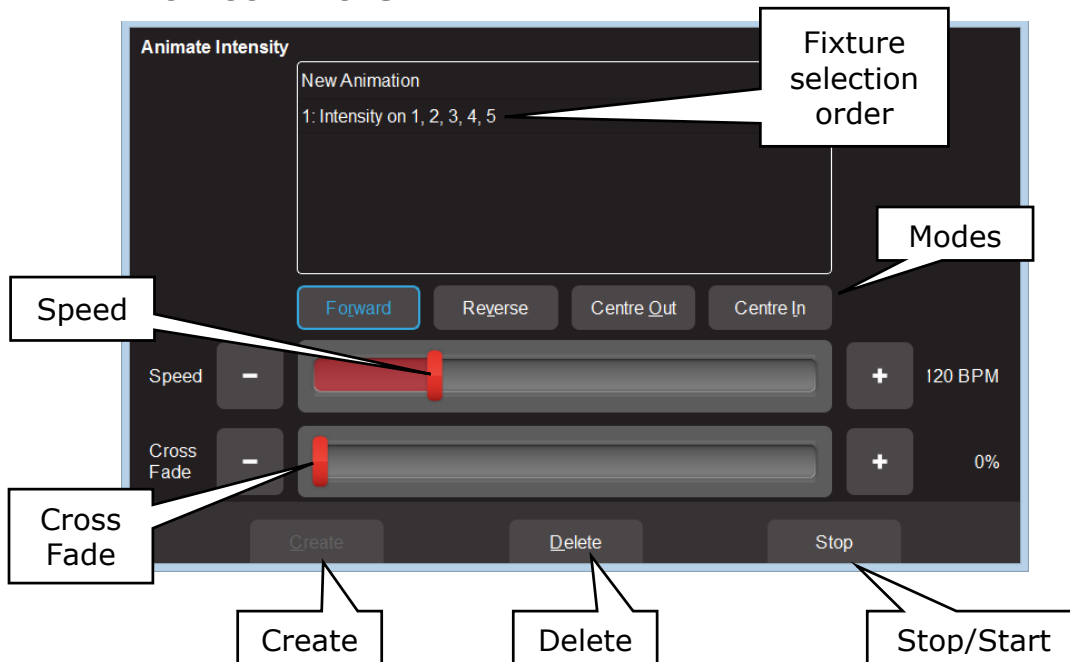 Animate Intensity
Fixture
selection
order
New Animation
1: Intensity on 1, 2, 3, 4, 5
Modes
Speed
Forward Reverse Centre Out Centre In
Speed - + 120 BPM
Cross
Fade - + 0%
Cross
Fade
Create Delete Stop
Create Delete Stop/Start